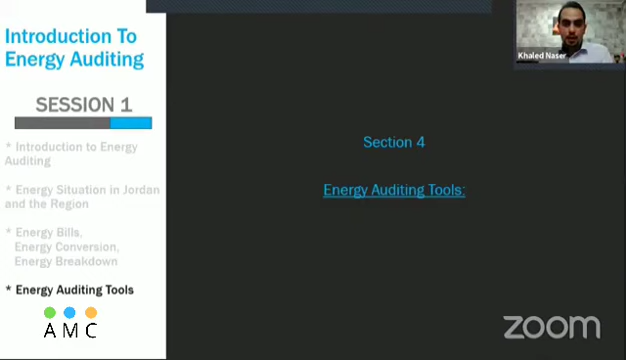 Introduction To
Energy Auditing
SESSION 1
* Introduction to Energy
Auditing
* Energy Situation in Jordan
and the Region
* Energy Bills,
Energy Conversion,
Energy Breakdown
* Energy Auditing Tools
A M C
Section 4
Energy Auditing Tools:
Khaled Naser
zoom